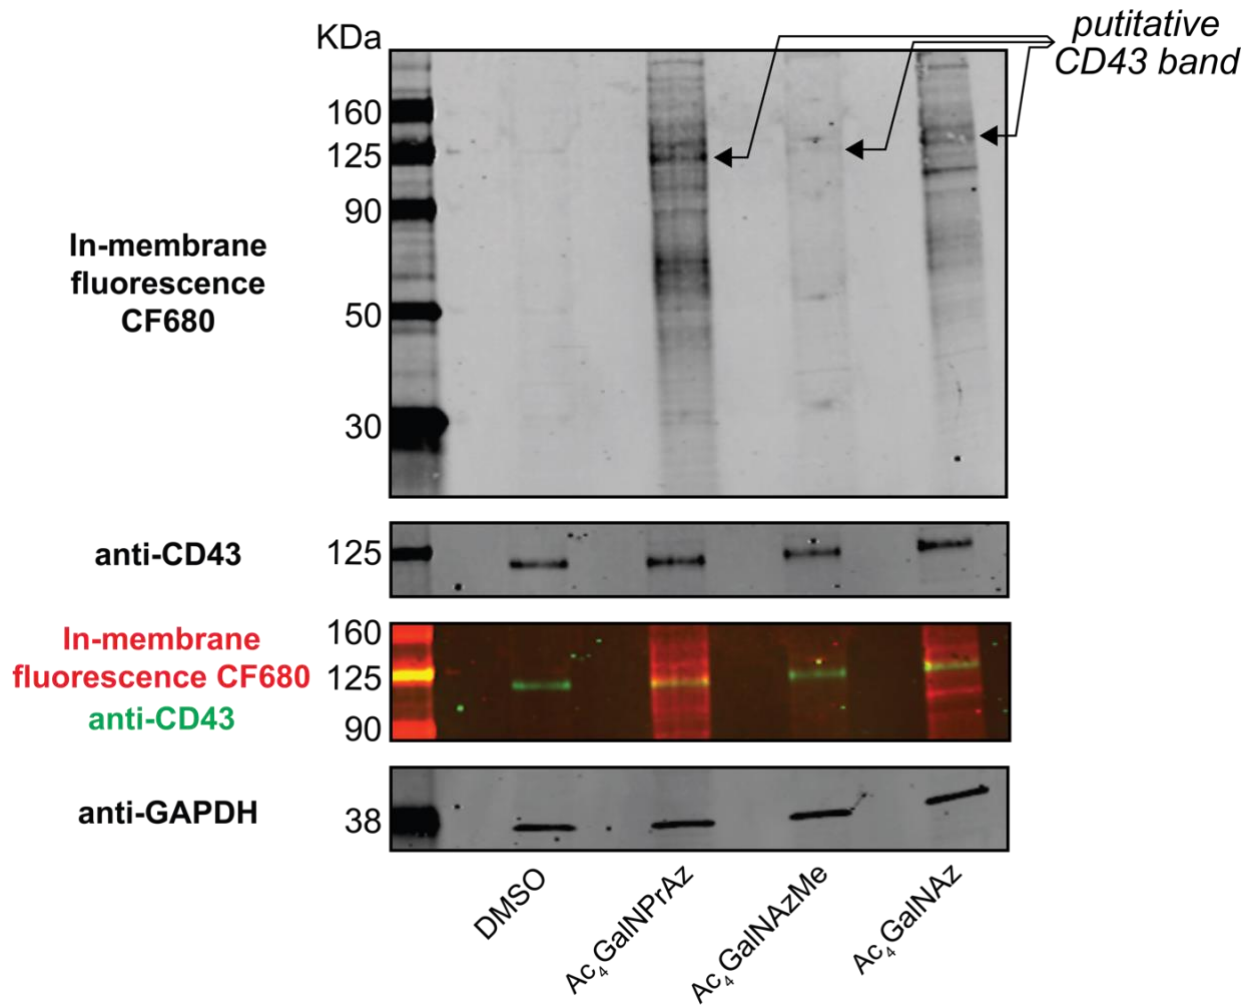 KDa
putitative
CD43 band
160
125
90
50
30
In-membrane
fluorescence
CF680
anti-CD43
125
In-membrane
fluorescence CF680
anti-CD43
160
125
90
anti-GAPDH
38
DMSO
Ac₄GalNPrAz
Ac₄GalNAzMe
Ac₄GalNAz